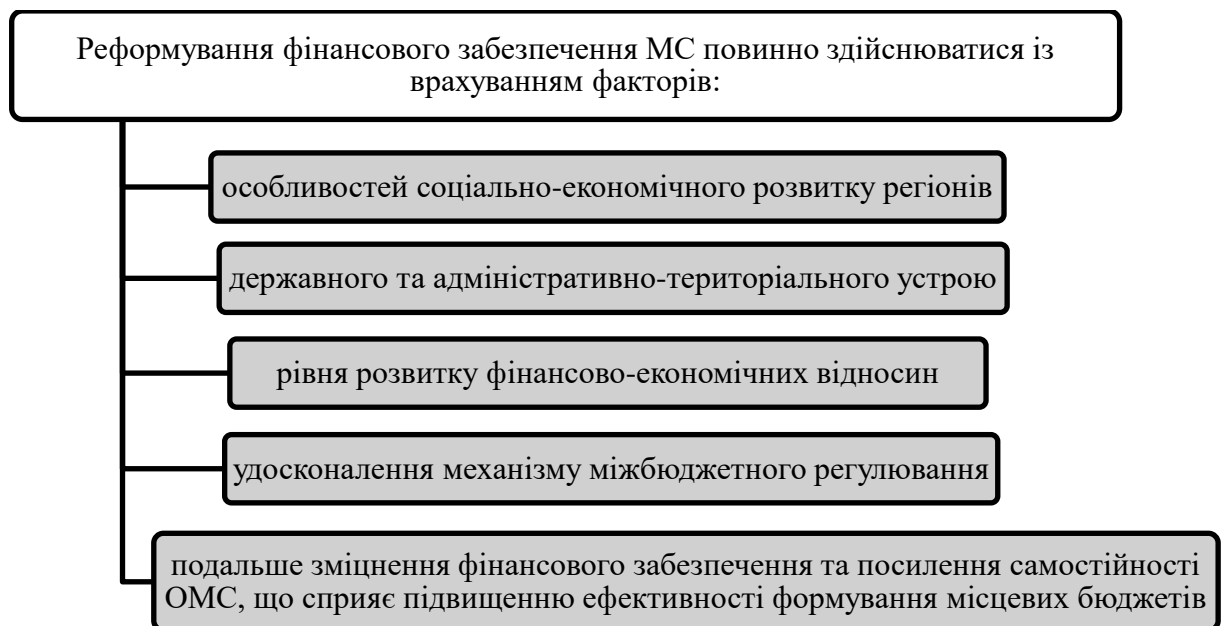 Реформування фінансового забезпечення МС повинно здійснюватися із
врахуванням факторів:
особливостей соціально-економічного розвитку регіонів
державного та адміністративно-територіального устрою
рівня розвитку фінансово-економічних відносин
удосконалення механізму міжбюджетного регулювання
подальше зміцнення фінансового забезпечення та посилення самостійності
ОМС, що сприяє підвищенню ефективності формування місцевих бюджетів